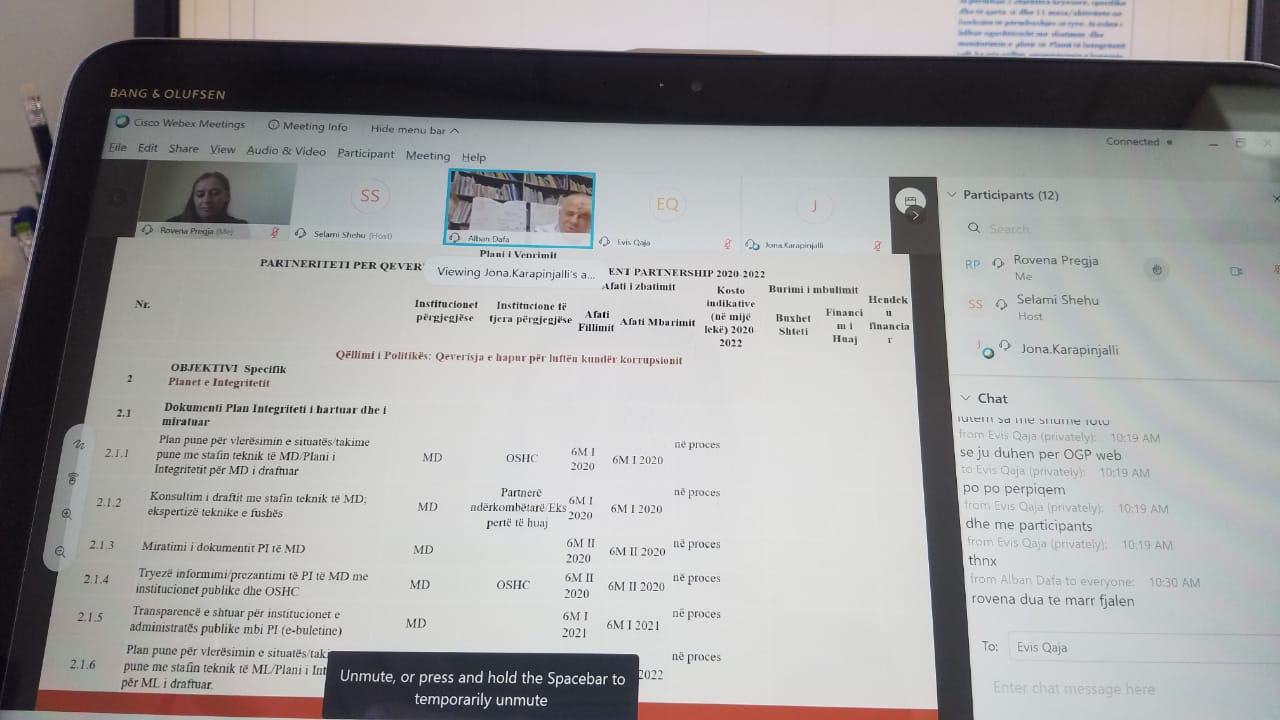 BANG & OLUFSEN
Cisco Webex Meetings
Meeting Info
Hide menu bar
Connected
File Edit Share View Audio & Video Participant Meeting Help
SS
EQ
J
Rovena Pregja (Me)
Selami Shehu (Host)
Alban Dafa
Evis Qaja
Jona.Karapinjalli
Plani i Veprimit
PARTNERITETI PER QEVER
Viewing Jona.Karapinjalli's a...
ENT PARTNERSHIP 2020-2022
Nr.
Institucionet përgjegjëse
Institucione të tjera përgjegjëse
Afati i zbatimit
Afati Fillimit
Afati Mbarimit
Kosto indikative (në mijë lekë) 2020-2022
Burimi i mbulimit
Buxhet Shteti
Financi m i Huaj
Hendek u financia r
Qëllimi i Politikës: Qeverisja e hapur për luftën kundër korrupsionit
2
OBJEKTIVI Specifik
Planet e Integritetit
2.1
Dokumenti Plan Integriteti i hartuar dhe i
miratuar
2.1.1
Plan pune për vlerësimin e situatës/takime
pune me stafin teknik të MD/Plani i
Integritetit për MD i draftuar
MD
OSHC
6M I 2020
6M I 2020
në proces
2.1.2
Konsultim i draftit me stafin teknik të MD;
ekspertizë teknike e fushës
MD
Partnerë
ndërkombëtarë/Eks
pertë të huaj
6M I 2020
6M I 2020
në proces
2.1.3
Miratimi i dokumentit PI të MD
MD
6M II 2020
6M II 2020
në proces
2.1.4
Tryezë informimi/prezantimi të PI të MD me
institucionet publike dhe OSHC
MD
OSHC
6M II 2020
6M II 2020
në proces
2.1.5
Transparencë e shtuar për institucionet e
administratës publike mbi PI (e-buletine)
MD
6M I 2021
6M I 2021
në proces
2.1.6
Plan pune për vlerësimin e situatës/taki
pune me stafin teknik të ML/Plani i Int
për ML i draftuar.
2022
në proces
Unmute, or press and hold the Spacebar to
temporarily unmute
Participants (12)
Search
RP
Rovena Pregja
Me
SS
Selami Shehu
Host
J
Jona.Karapinjalli
Chat
from Evis Qaja (privately): 10:19 AM
se ju duhen per OGP web
to Evis Qaja (privately): 10:19 AM
po po perpiqem
from Evis Qaja (privately): 10:19 AM
dhe me participants
from Evis Qaja (privately): 10:19 AM
thnx
from Alban Dafa to everyone: 10:30 AM
rovena dua te marr fjalen
To: Evis Qaja
Enter chat message here